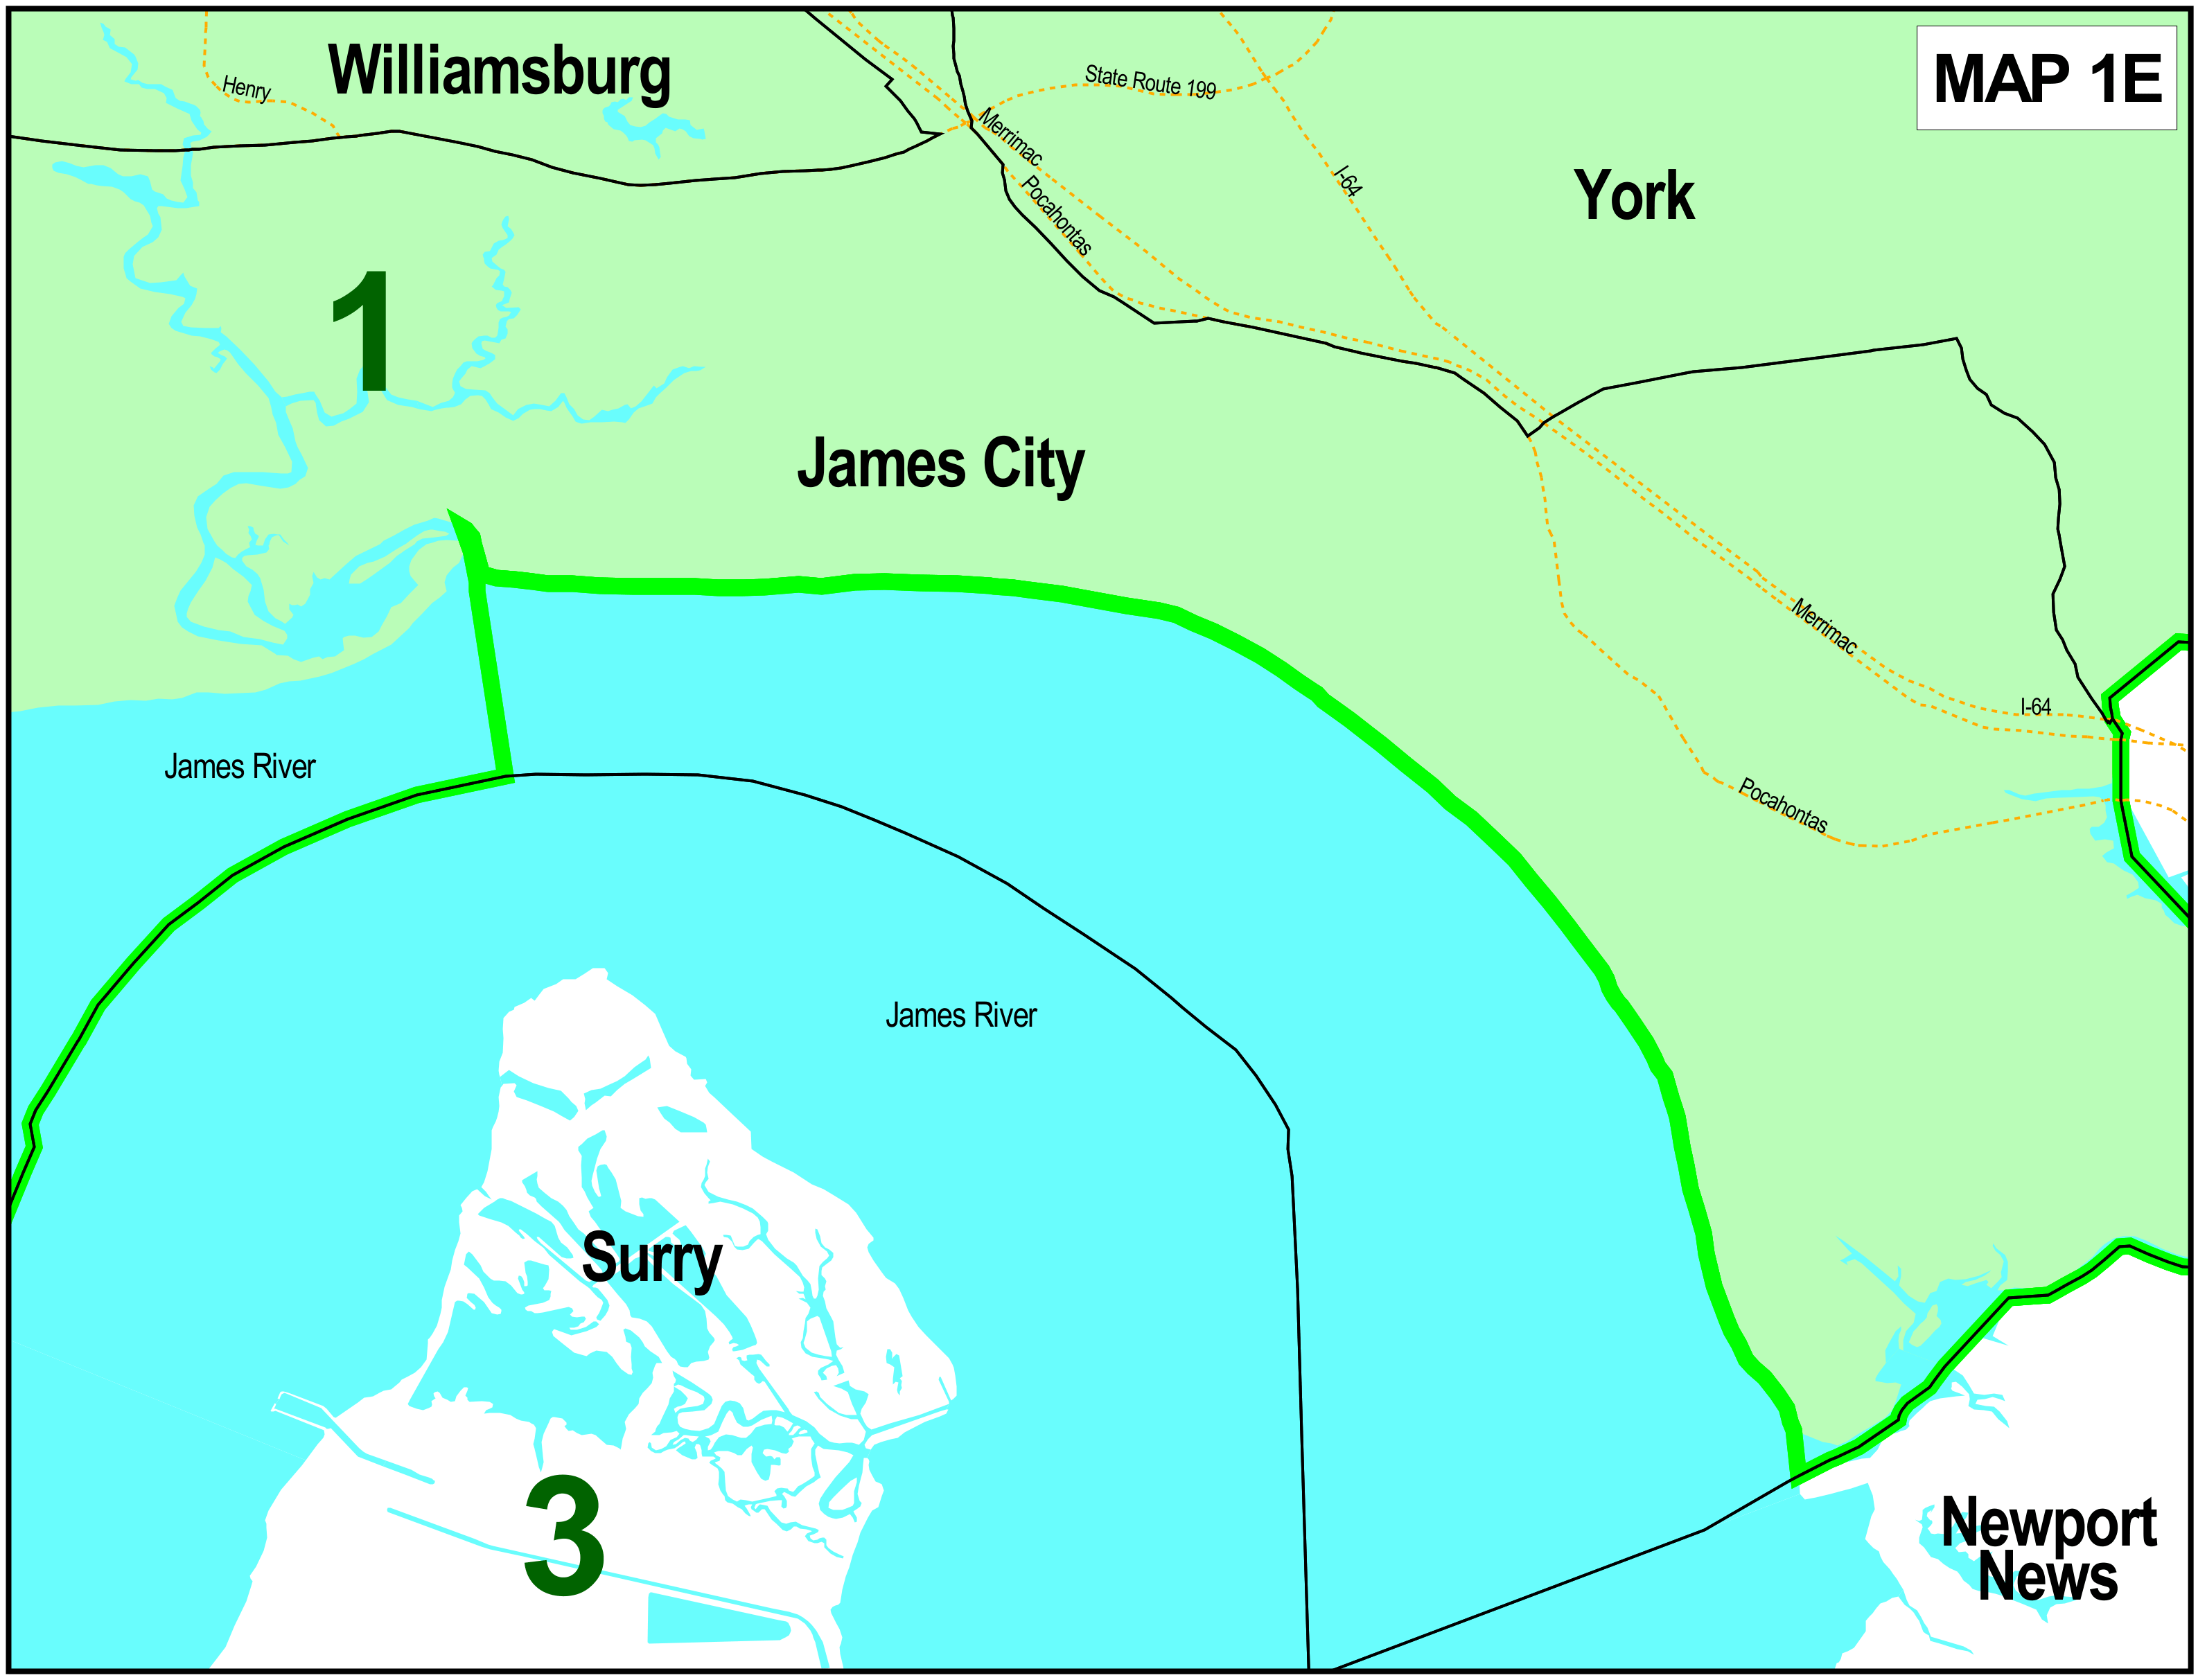 MAP 1E
Williamsburg
Henry
State Route 199
Merrimac
Pocahontas
I-64
York
1
James City
Merrimac
I-64
James River
Pocahontas
James River
Surry
3
Newport
News